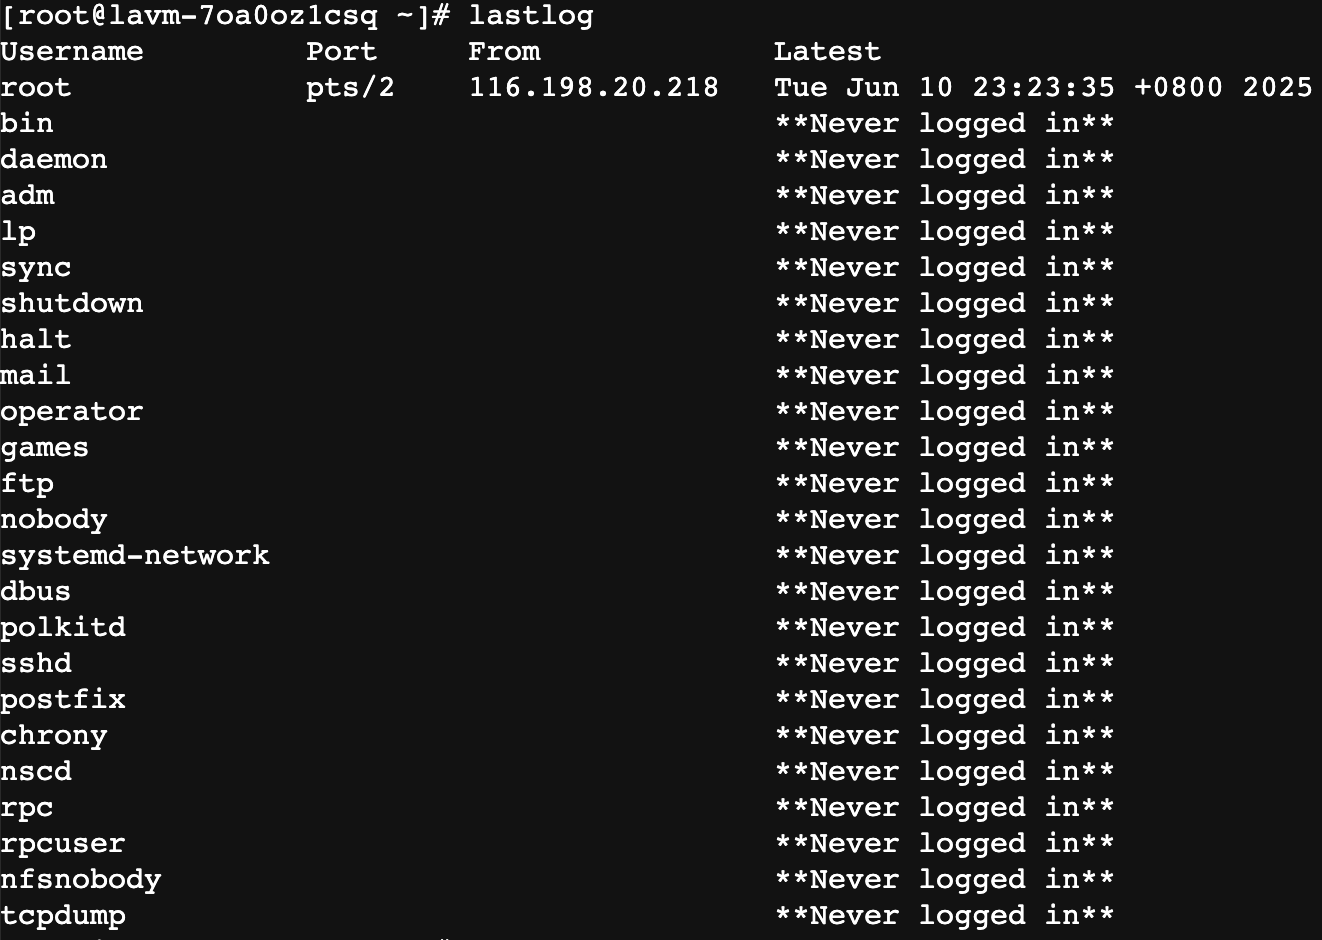 [root@lavm-7oa0oz1csq ~]# lastlog
Username         Port     From             Latest
root             pts/2    116.198.20.218   Tue Jun 10 23:23:35 +0800 2025
bin                                        **Never logged in**
daemon                                     **Never logged in**
adm                                        **Never logged in**
lp                                         **Never logged in**
sync                                       **Never logged in**
shutdown                                   **Never logged in**
halt                                       **Never logged in**
mail                                       **Never logged in**
operator                                   **Never logged in**
games                                      **Never logged in**
ftp                                        **Never logged in**
nobody                                     **Never logged in**
systemd-network                            **Never logged in**
dbus                                       **Never logged in**
polkitd                                    **Never logged in**
sshd                                       **Never logged in**
postfix                                    **Never logged in**
chrony                                     **Never logged in**
nscd                                       **Never logged in**
rpc                                        **Never logged in**
rpcuser                                    **Never logged in**
nfsnobody                                  **Never logged in**
tcpdump                                    **Never logged in**